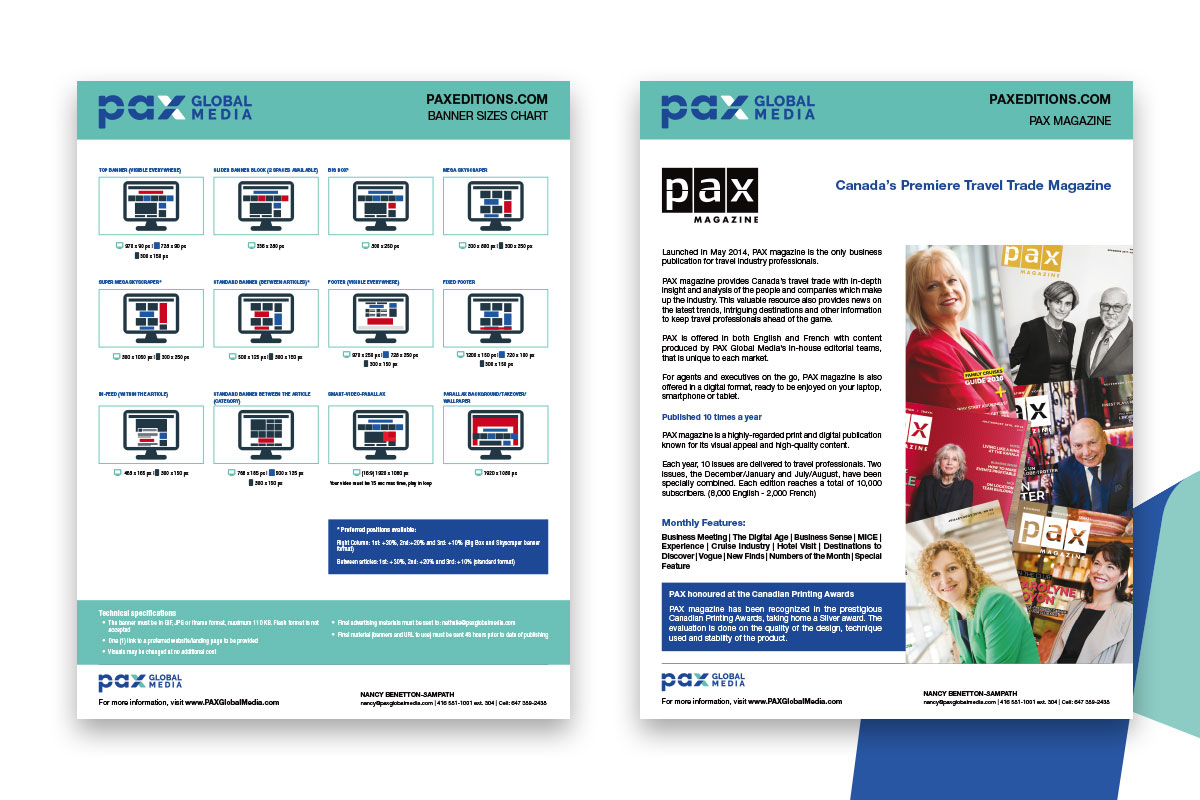 pax GLOBAL MEDIA
PAXEDITIONS.COM
BANNER SIZES CHART
TOP BANNER (VISIBLE EVERYWHERE)
SLIDER BANNER BLOCK (2 SPACES AVAILABLE)
BIG BOX*
MEGA SKYSCRAPER
970 x 90 px | 728 x 90 px
300 x 150 px
336 x 280 px
300 x 250 px
300 x 600 px | 300 x 250 px
SUPER MEGA SKYSCRAPER*
STANDARD BANNER (BETWEEN ARTICLES)*
FOOTER (VISIBLE EVERYWHERE)
FIXED FOOTER
300 x 1050 px | 300 x 250 px
500 x 125 px | 300 x 150 px
970 x 250 px | 728 x 250 px
300 x 150 px
1200 x 150 px | 720 x 100 px
500 x 150 px
IN-FEED (WITHIN THE ARTICLE)
STANDARD BANNER BETWEEN THE ARTICLE
(CATEGORY)
SMART-VIDEO-PARALLAX
PARALLAX BACKGROUND/TAKEOVER/
WALLPAPER
300 x 150 px
768 x 185 px | 500 x 125 px
300 x 150 px
(16:9) 1920 x 1080 px
Your video must be 15 sec max time, play in loop
1920 x 1080 px
* Preferred positions available:
Right Column: 1st: +30%, 2nd:+20% and 3rd: +10% (Big Box and Skyscraper banner
format)
Between articles: 1st: +30%, 2nd: +20% and 3rd: +10% (standard format)
Technical specifications
• The banner must be in GIF, JPG or iframe format, maximum 110 KB. Flash format is not
accepted
• One (1) link to a preferred website/landing page to be provided
• Visuals may be changed at no additional cost
• Final advertising materials must be sent to: nathalie@paxglobalmedia.com
• Final material (banners and URL to use) must be sent 48 hours prior to date of publishing
pax GLOBAL MEDIA
For more information, visit www.PAXGlobalMedia.com
NANCY BENETTON-SAMPATH
nancy@paxglobalmedia.com | 416 581-1001 ext. 304 | Cell: 647 389-2438
pax GLOBAL MEDIA
PAXEDITIONS.COM
PAX MAGAZINE
pax
MAGAZINE
Canada's Premiere Travel Trade Magazine
Launched in May 2014, PAX magazine is the only business
publication for travel industry professionals.
PAX magazine provides Canada's travel trade with in-depth
insight and analysis of the people and companies which make
up the industry. This valuable resource also provides news on
the latest trends, intriguing destinations and other information
to keep travel professionals ahead of the game.
PAX is offered in both English and French with content
produced by PAX Global Media's in-house editorial teams,
that is unique to each market.
For agents and executives on the go, PAX magazine is also
offered in a digital format, ready to be enjoyed on your laptop,
smartphone or tablet.
Published 10 times a year
PAX magazine is a highly-regarded print and digital publication
known for its visual appeal and high-quality content.
Each year, 10 issues are delivered to travel professionals. Two
issues, the December/January and July/August, have been
specially combined. Each edition reaches a total of 10,000
subscribers. (8,000 English - 2,000 French)
Monthly Features:
Business Meeting | The Digital Age | Business Sense | MICE |
Experience | Cruise Industry | Hotel Visit | Destinations to
Discover | Vogue | New Finds | Numbers of the Month | Special
Feature
PAX honoured at the Canadian Printing Awards
PAX magazine has been recognized in the prestigious
Canadian Printing Awards, taking home a Silver award. The
evaluation is done on the quality of the design, technique
used and stability of the product.
pax
MAGAZINE
FAMILY CRUISES
GUIDE 2016
+
pax
MAGAZINE
pax GLOBAL MEDIA
For more information, visit www.PAXGlobalMedia.com
NANCY BENETTON-SAMPATH
nancy@paxglobalmedia.com | 416 581-1001 ext. 304 | Cell: 647 389-2438